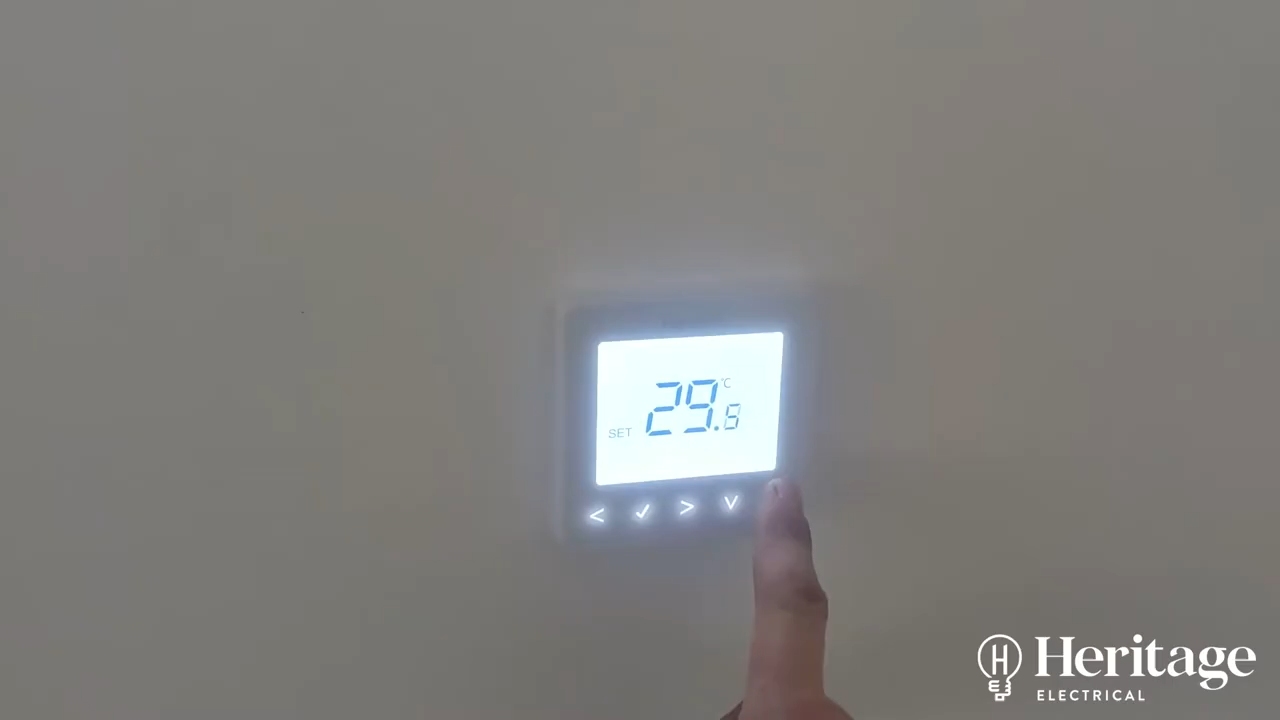 29.8 °C
SET
< ✓ > ∨
Heritage
ELECTRICAL